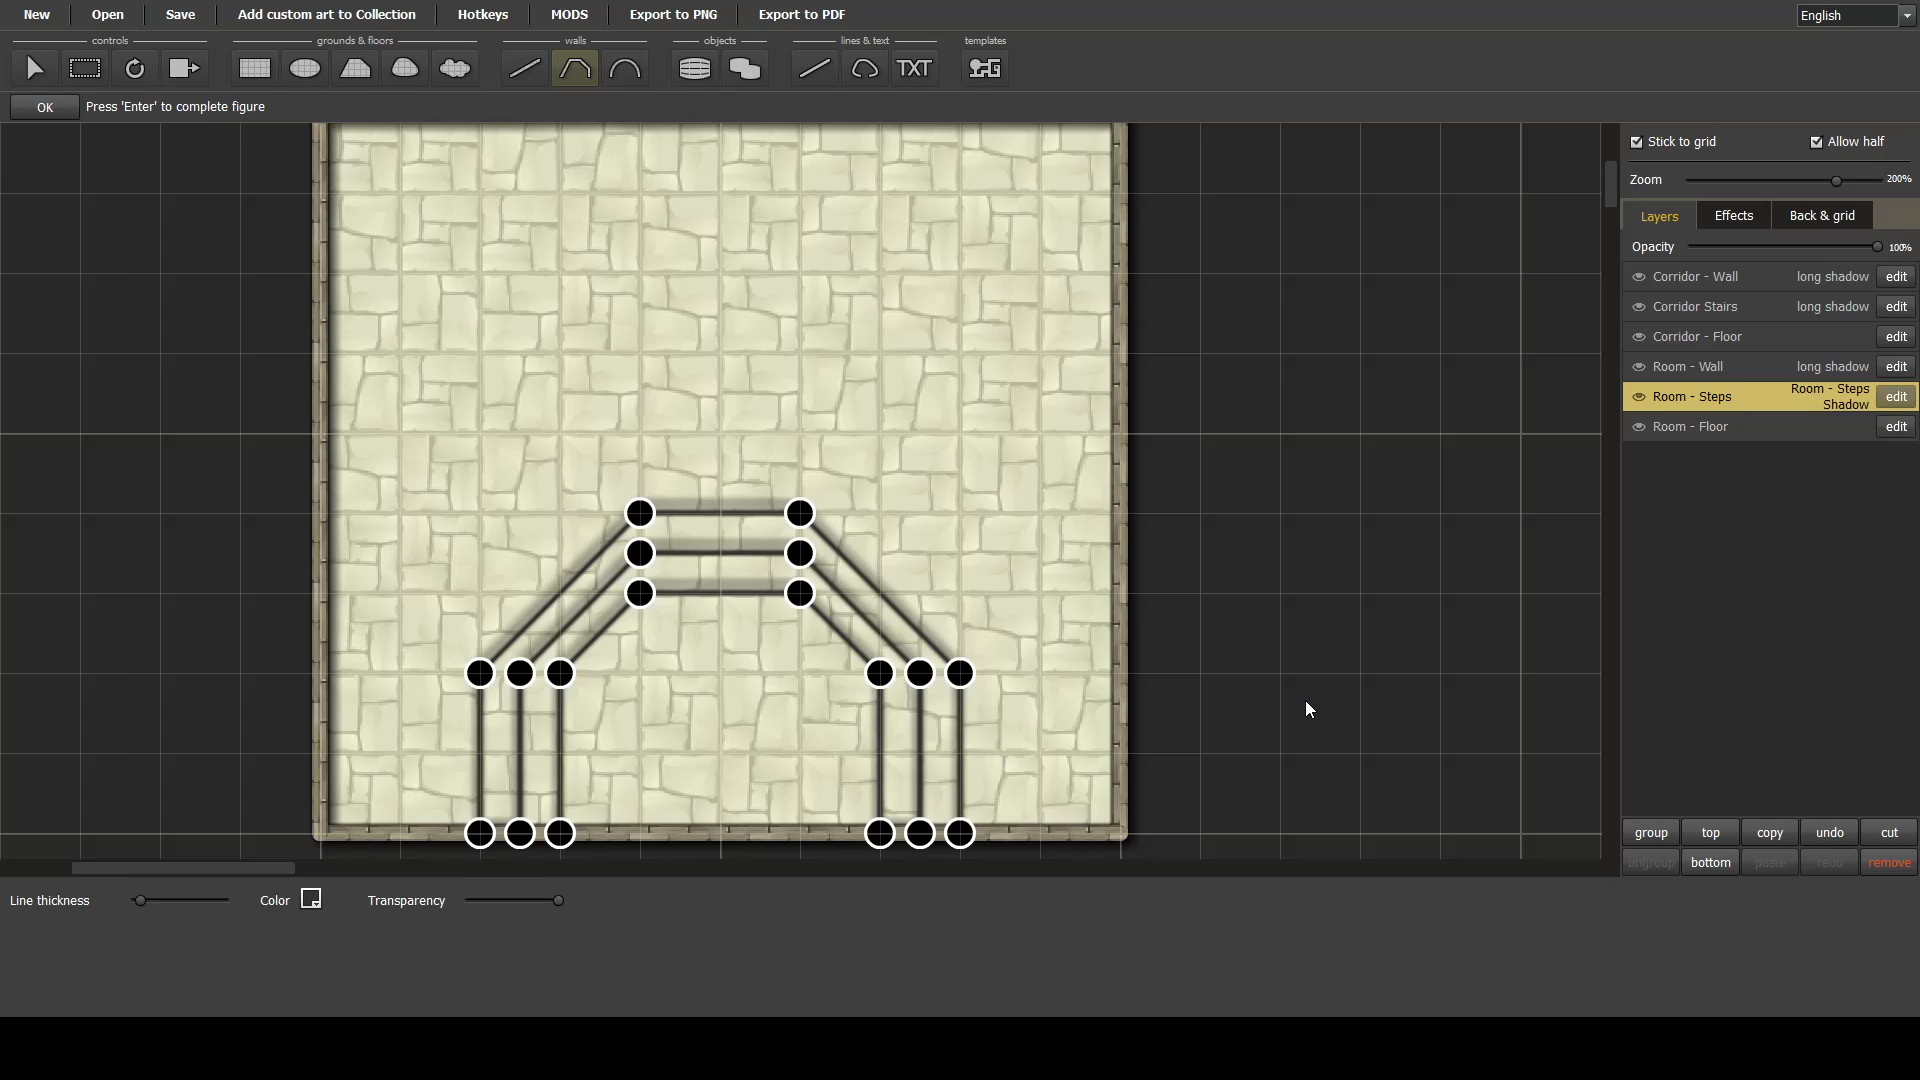 New Open Save Add custom art to Collection Hotkeys MODS Export to PNG Export to PDF English
controls grounds & floors walls objects lines & text templates
TXT
OK Press 'Enter' to complete figure
Stick to grid Allow half
Zoom 200%
Layers Effects Back & grid
Opacity 100%
Corridor - Wall long shadow edit
Corridor Stairs long shadow edit
Corridor - Floor edit
Room - Wall long shadow edit
Room - Steps Room - Steps Shadow edit
Room - Floor edit
group top copy undo cut
ungroup bottom paste redo remove
Line thickness Color Transparency